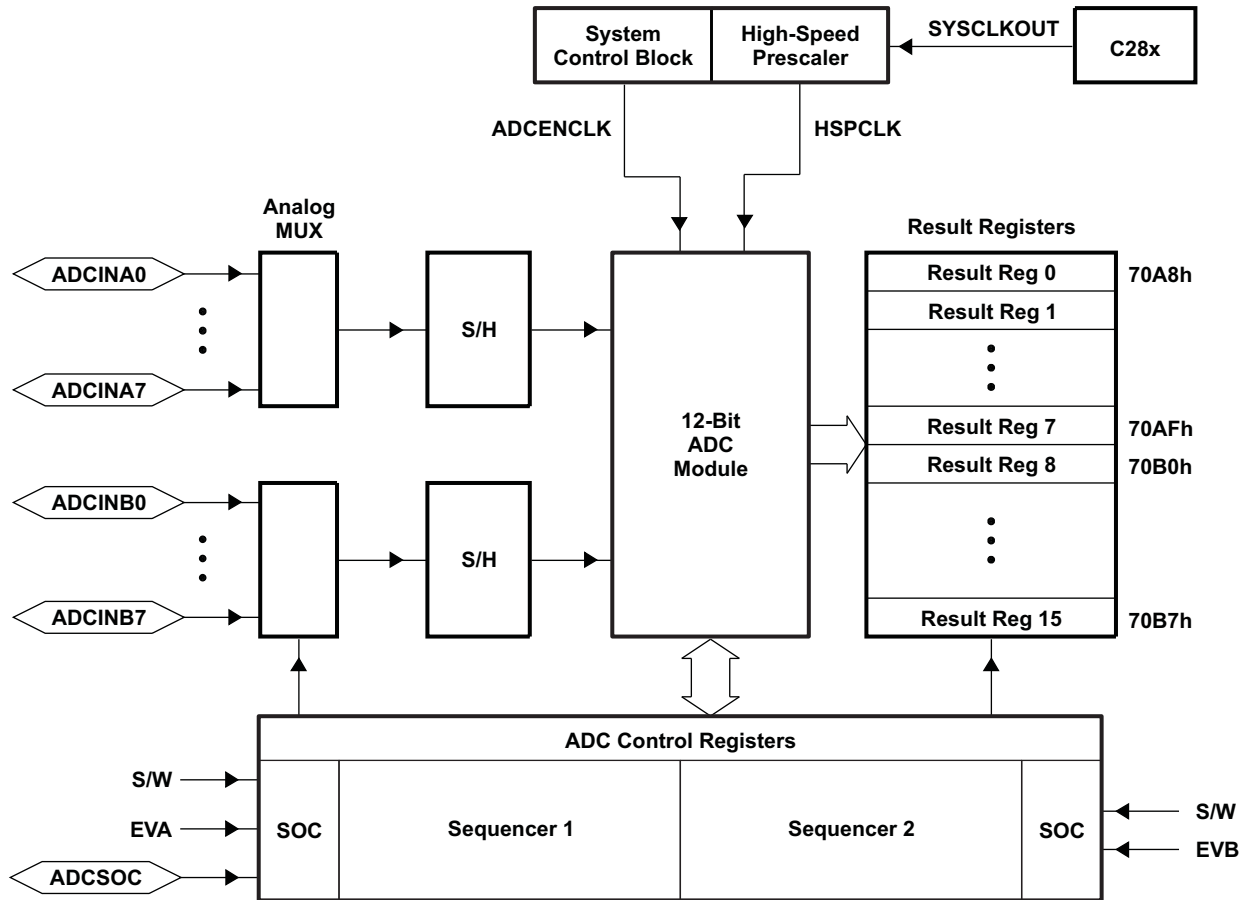 System
Control Block
High-Speed
Prescaler
SYSCLKOUT
C28x
ADCENCLK
HSPCLK
Analog
MUX
Result Registers
ADCINA0
ADCINA7
S/H
12-Bit
ADC
Module
Result Reg 0
70A8h
Result Reg 1
Result Reg 7
70AFh
Result Reg 8
70B0h
Result Reg 15
70B7h
ADCINB0
ADCINB7
S/H
ADC Control Registers
S/W
EVA
ADCSOC
SOC
Sequencer 1
Sequencer 2
SOC
S/W
EVB